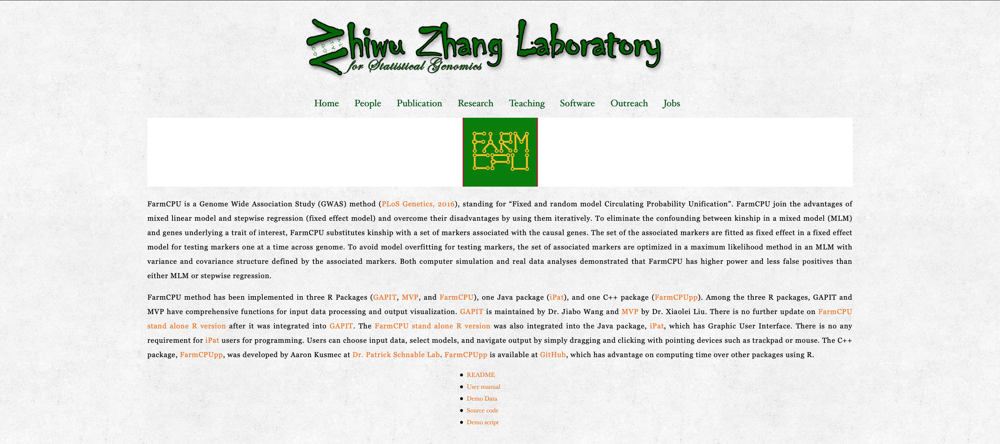 Zhiwu Zhang Laboratory
for Statistical Genomics
-C-G-
-G-C-
-T-A-
-A-T-
Home People Publication Research Teaching Software Outreach Jobs
FARM
CPU
FarmCPU is a Genome Wide Association Study (GWAS) method (PLoS Genetics, 2016), standing for “Fixed and random model Circulating Probability Unification”. FarmCPU join the advantages of
mixed linear model and stepwise regression (fixed effect model) and overcome their disadvantages by using them iteratively. To eliminate the confounding between kinship in a mixed model (MLM)
and genes underlying a trait of interest, FarmCPU substitutes kinship with a set of markers associated with the causal genes. The set of the associated markers are fitted as fixed effect in a fixed effect
model for testing markers one at a time across genome. To avoid model overfitting for testing markers, the set of associated markers are optimized in a maximum likelihood method in an MLM with
variance and covariance structure defined by the associated markers. Both computer simulation and real data analyses demonstrated that FarmCPU has higher power and less false positives than
either MLM or stepwise regression.
FarmCPU method has been implemented in three R Packages (GAPIT, MVP, and FarmCPU), one Java package (iPat), and one C++ package (FarmCPUpp). Among the three R packages, GAPIT and
MVP have comprehensive functions for input data processing and output visualization. GAPIT is maintained by Dr. Jiabo Wang and MVP by Dr. Xiaolei Liu. There is no further update on FarmCPU
stand alone R version after it was integrated into GAPIT. The FarmCPU stand alone R version was also integrated into the Java package, iPat, which has Graphic User Interface. There is no any
requirement for iPat users for programming. Users can choose input data, select models, and navigate output by simply dragging and clicking with pointing devices such as trackpad or mouse. The C++
package, FarmCPUpp, was developed by Aaron Kusmec at Dr. Patrick Schnable Lab. FarmCPUpp is available at GitHub, which has advantage on computing time over other packages using R.
● README
● User manual
● Demo Data
● Source code
● Demo script